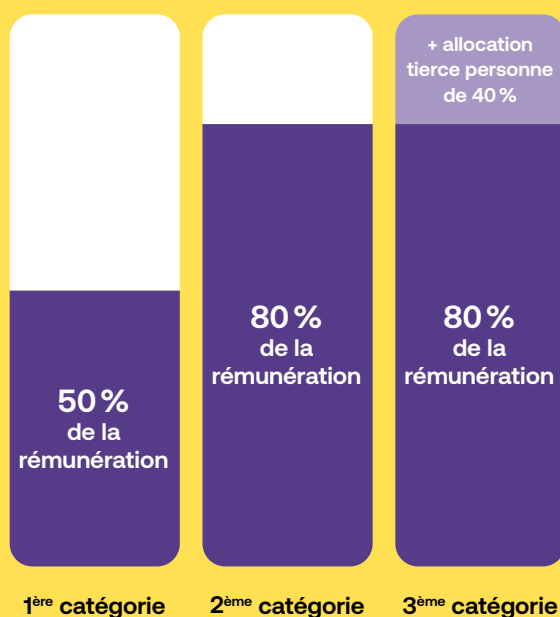 50 %
de la
rémunération
80 %
de la
rémunération
+ allocation
tierce personne
de 40 %
80 %
de la
rémunération
1ère catégorie
2ème catégorie
3ème catégorie